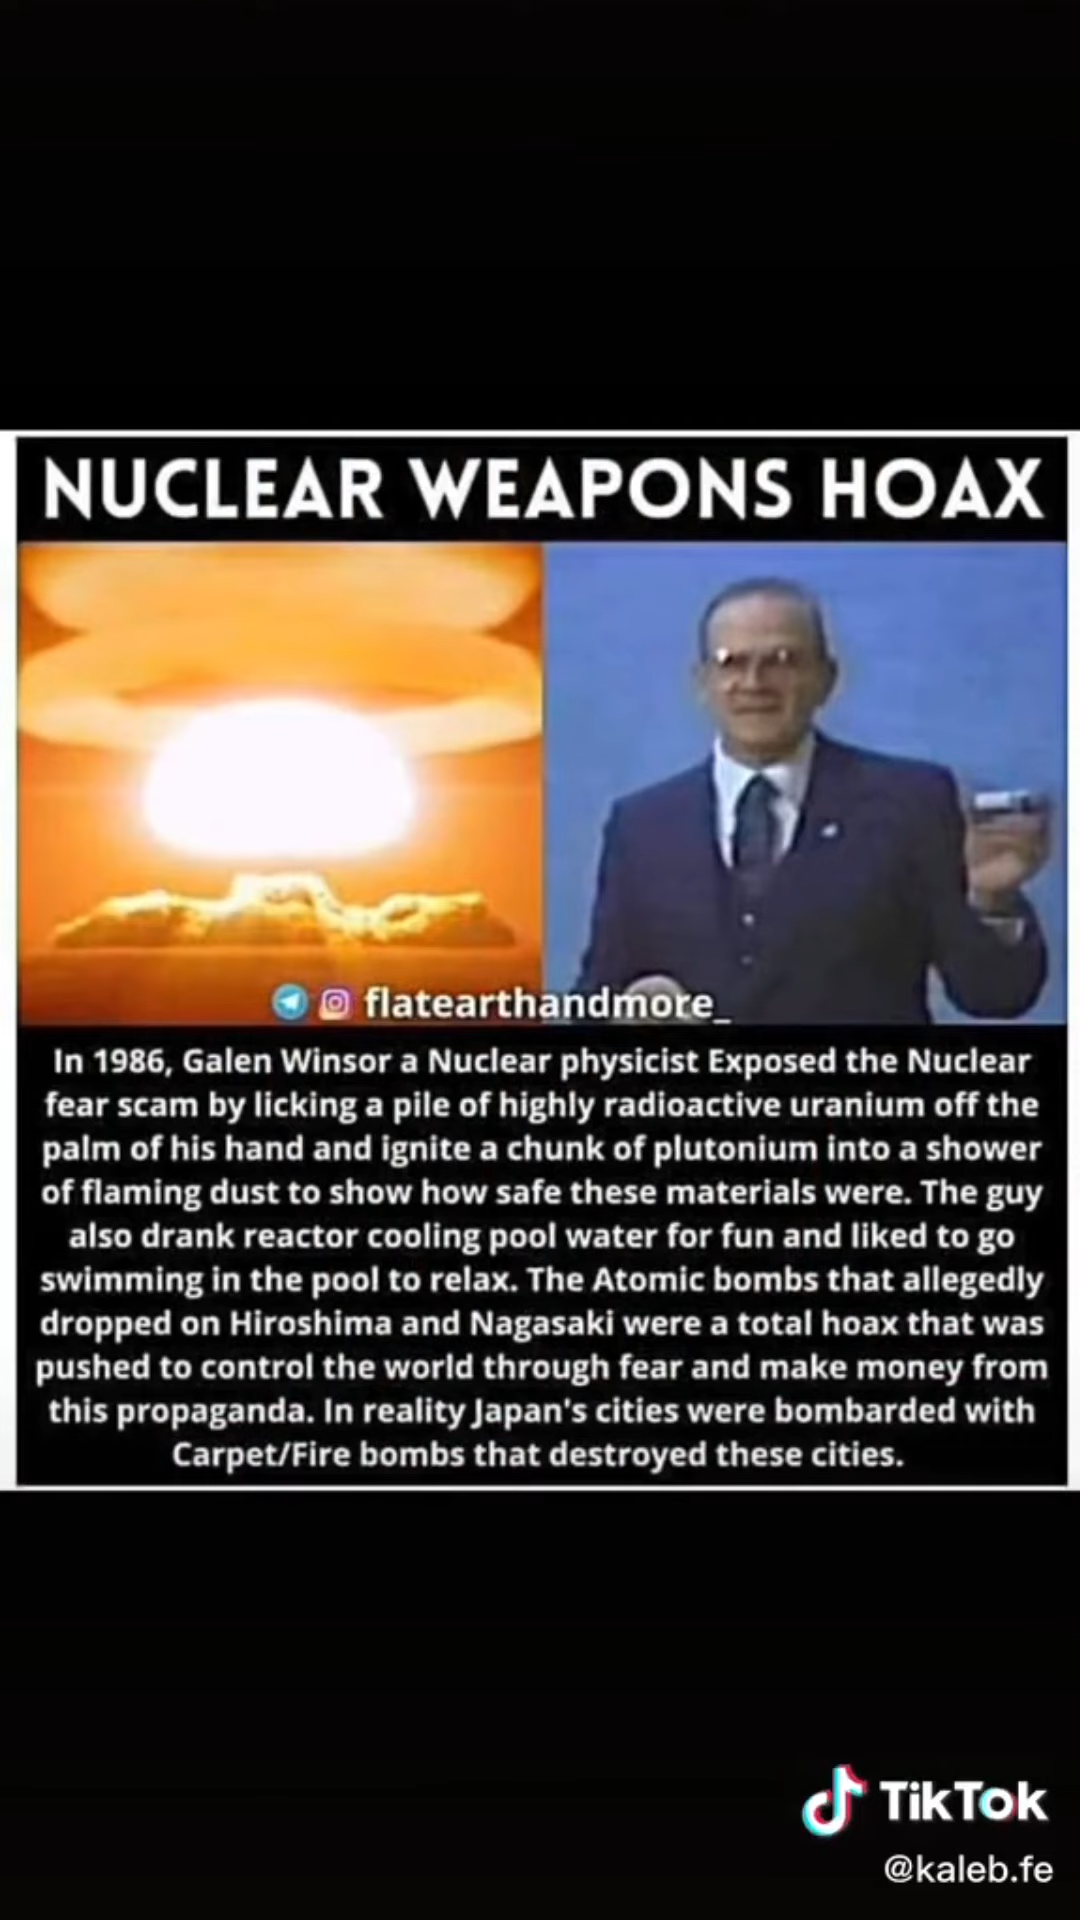 NUCLEAR WEAPONS HOAX
flatearthandmore_
In 1986, Galen Winsor a Nuclear physicist Exposed the Nuclear
fear scam by licking a pile of highly radioactive uranium off the
palm of his hand and ignite a chunk of plutonium into a shower
of flaming dust to show how safe these materials were. The guy
also drank reactor cooling pool water for fun and liked to go
swimming in the pool to relax. The Atomic bombs that allegedly
dropped on Hiroshima and Nagasaki were a total hoax that was
pushed to control the world through fear and make money from
this propaganda. In reality Japan's cities were bombarded with
Carpet/Fire bombs that destroyed these cities.
TikTok
@kaleb.fe